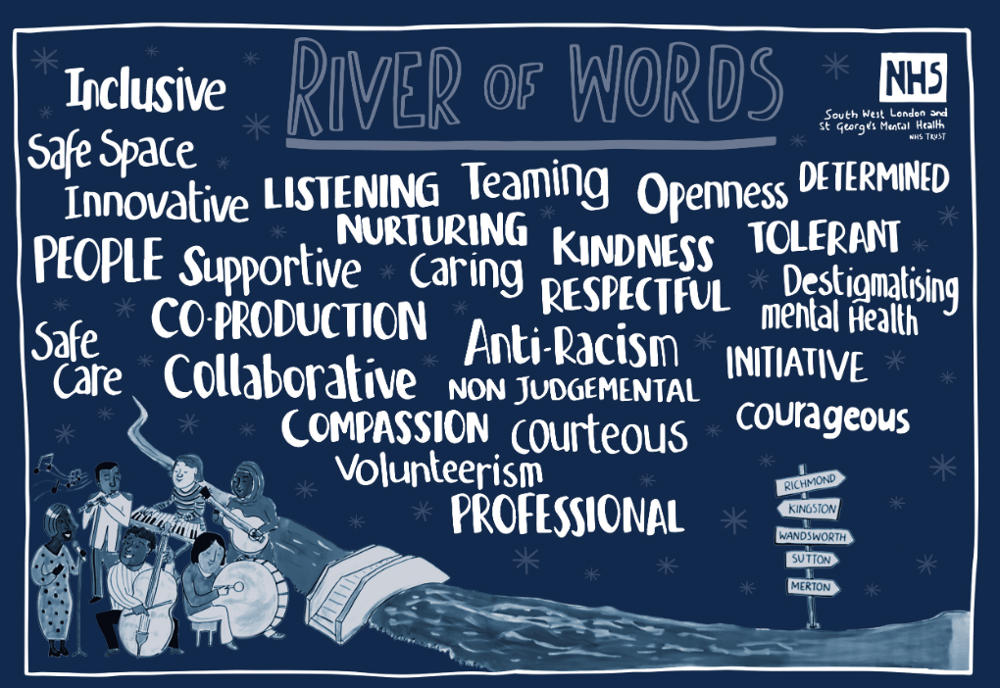 RIVER OF WORDS
NHS
South West London and
St George's Mental Health
NHS TRUST
Inclusive
Safe Space
Innovative
LISTENING
Teaming
Openness
DETERMINED
NURTURING
PEOPLE
Supportive
Caring
KINDNESS
TOLERANT
RESPECTFUL
Destigmatising
mental Health
CO-PRODUCTION
Safe
Care
Anti-Racism
INITIATIVE
Collaborative
NON JUDGEMENTAL
COMPASSION
courteous
courageous
Volunteerism
PROFESSIONAL
RICHMOND
KINGSTON
WANDSWORTH
SUTTON
MERTON